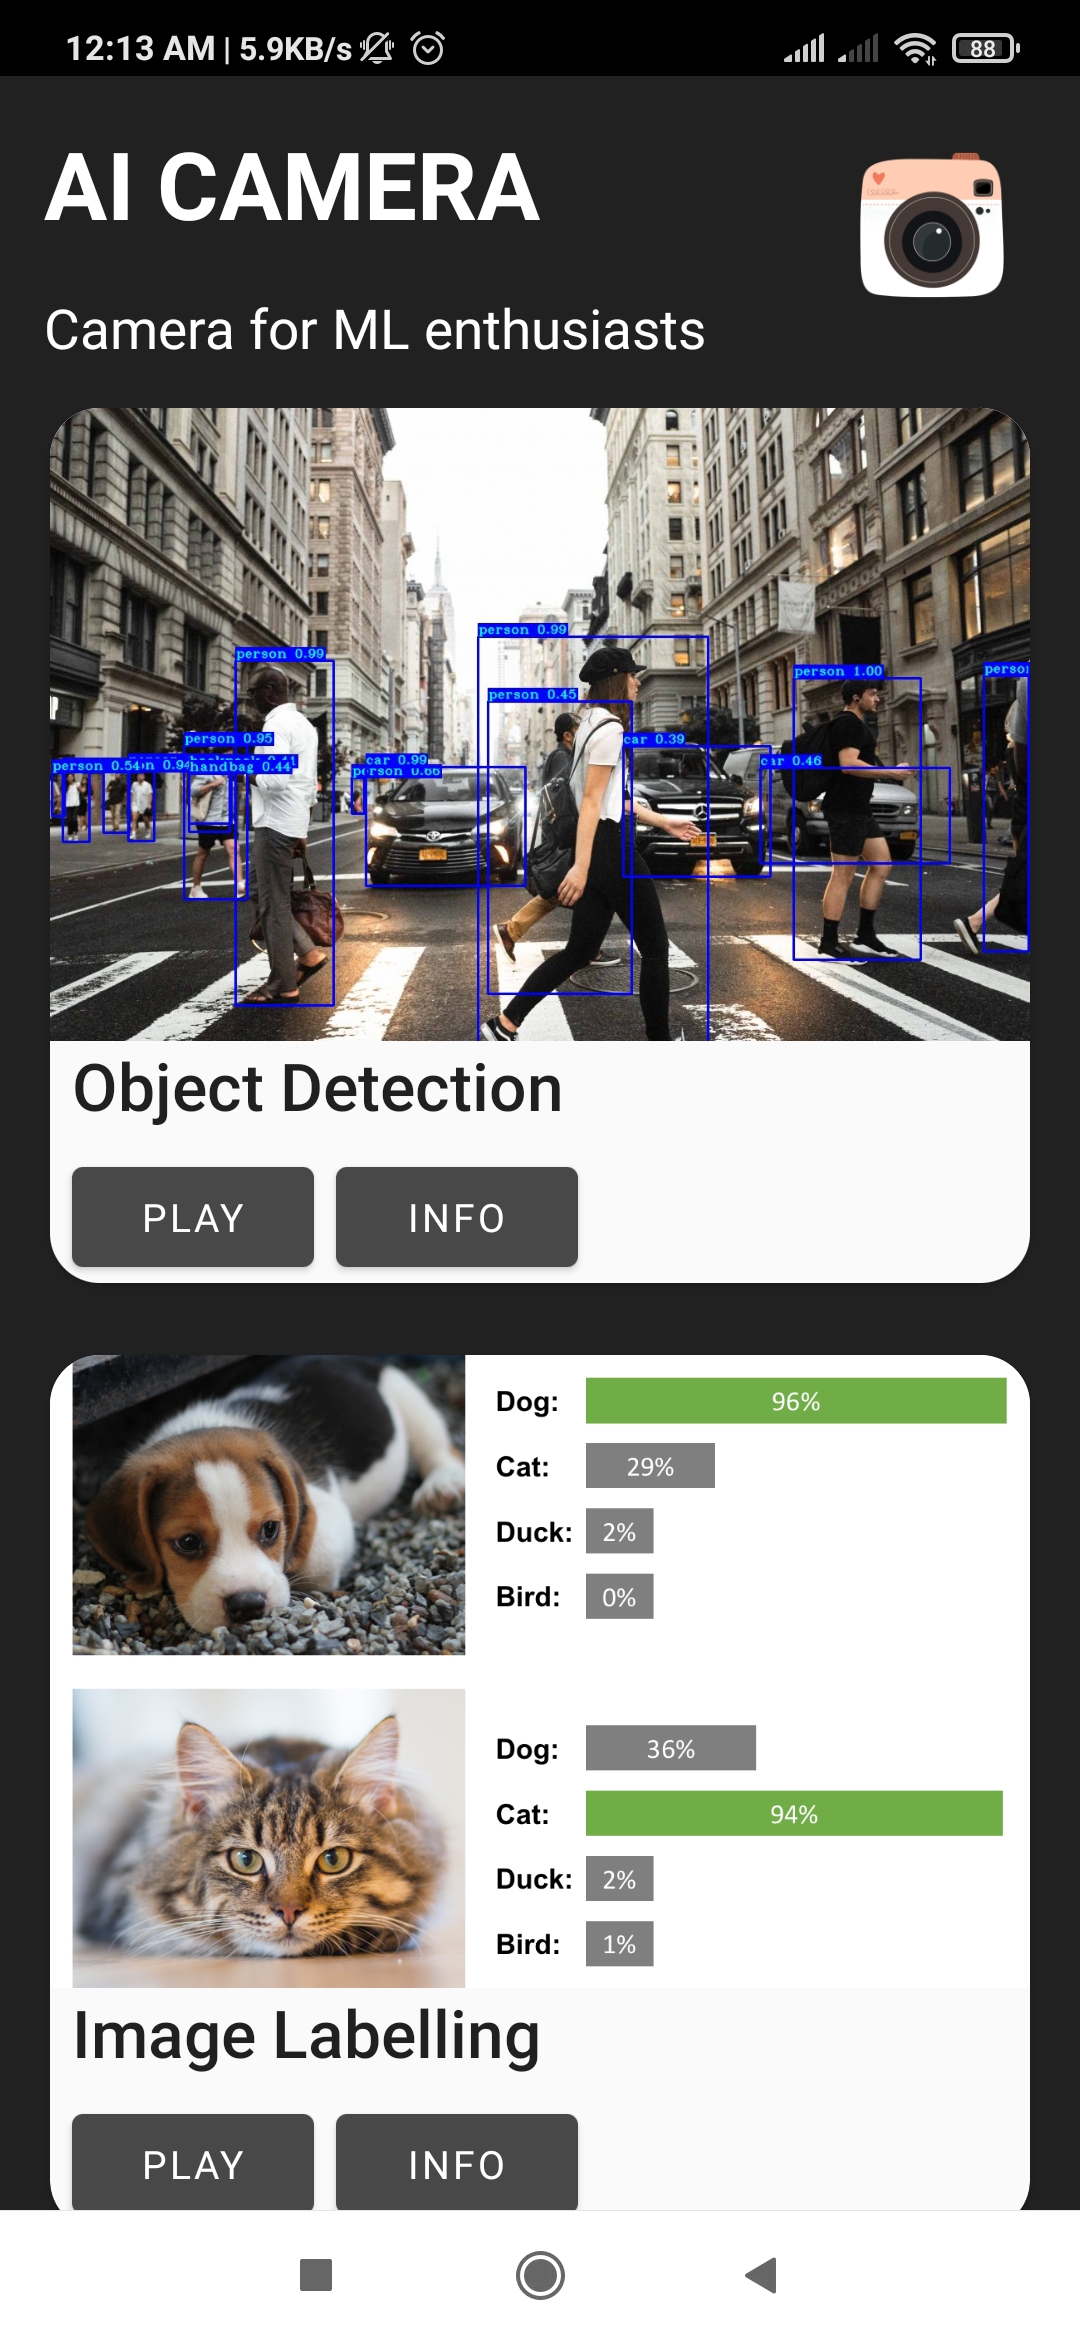 12:13 AM | 5.9KB/s
88
AI CAMERA
Camera for ML enthusiasts
person 0.99
person 0.99
person 1.00
person 0.45
person 0.95
car 0.39
car 0.99
car 0.46
person 0.54
handbag 0.44
person 0.66
Object Detection
PLAY INFO
Dog: 96%
Cat: 29%
Duck: 2%
Bird: 0%
Dog: 36%
Cat: 94%
Duck: 2%
Bird: 1%
Image Labelling
PLAY INFO